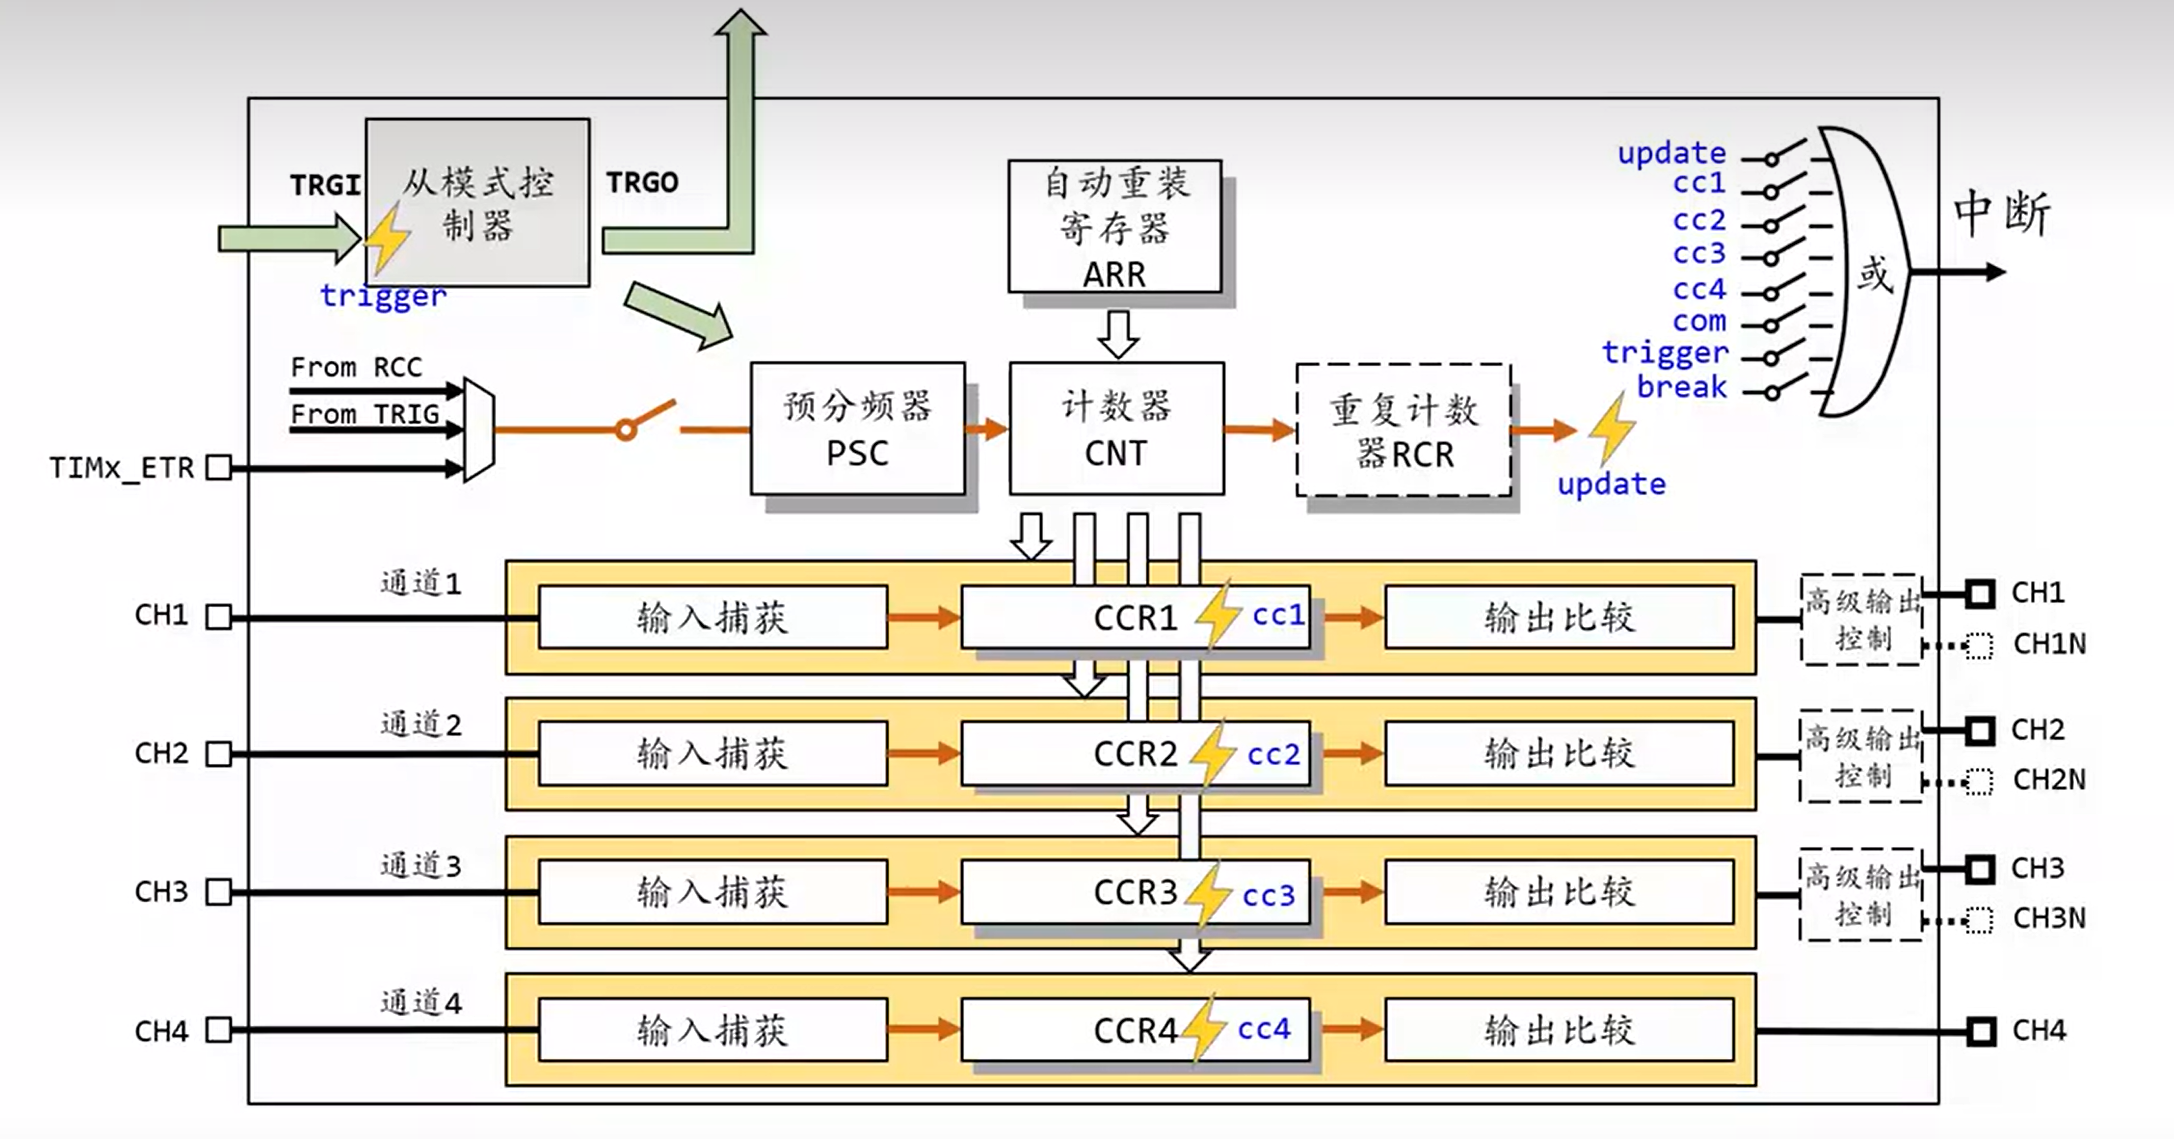 TRGI
从模式控
制器
TRGO
trigger
自动重装
寄存器
ARR
update
cc1
cc2
cc3
cc4
com
trigger
break
或
中断
From RCC
From TRIG
TIMx_ETR
预分频器
PSC
计数器
CNT
重复计数
器RCR
update
CH1
通道1
输入捕获
CCR1
cc1
输出比较
高级输出
控制
CH1
CH1N
CH2
通道2
输入捕获
CCR2
cc2
输出比较
高级输出
控制
CH2
CH2N
CH3
通道3
输入捕获
CCR3
cc3
输出比较
高级输出
控制
CH3
CH3N
CH4
通道4
输入捕获
CCR4
cc4
输出比较
CH4